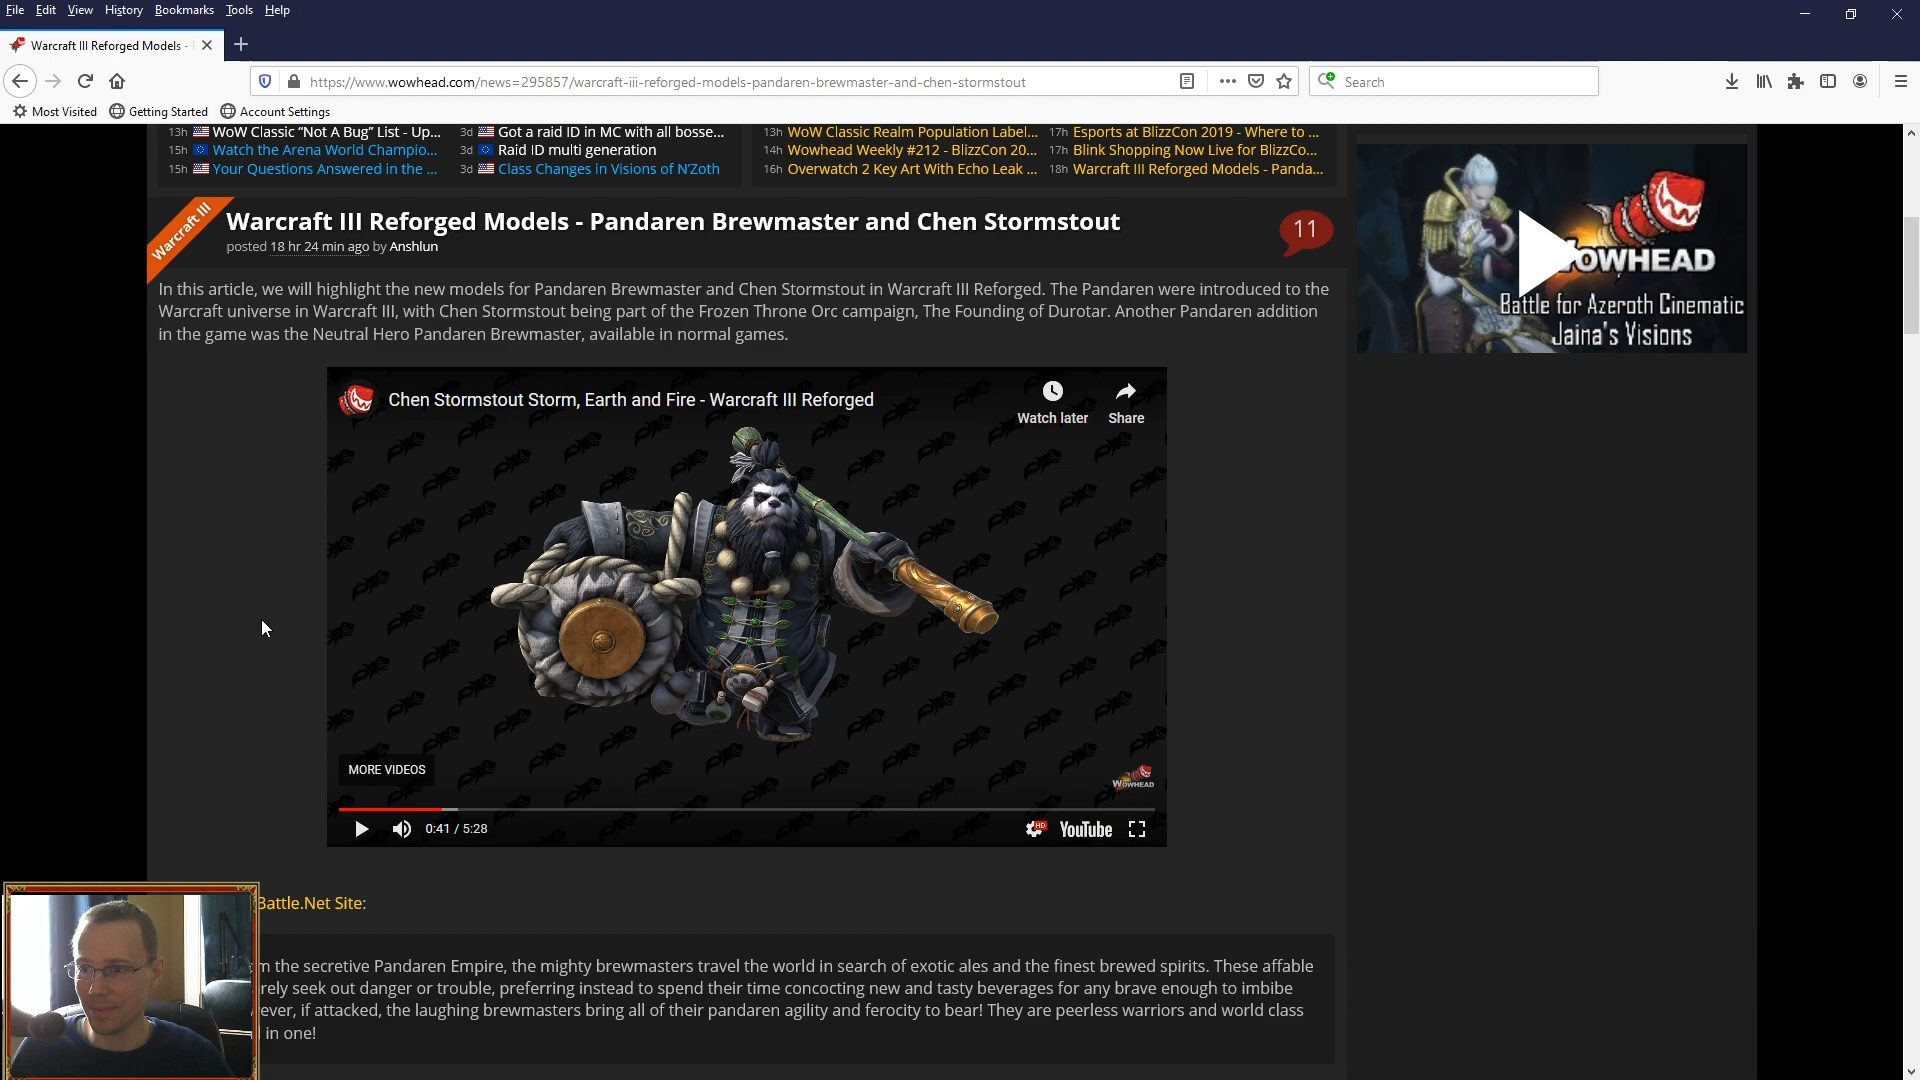 File Edit View History Bookmarks Tools Help
Warcraft III Reforged Models -
https://www.wowhead.com/news=295857/warcraft-iii-reforged-models-pandaren-brewmaster-and-chen-stormstout
Search
Most Visited Getting Started Account Settings
13h WoW Classic "Not A Bug" List - Up... 3d Got a raid ID in MC with all bosse... 13h WoW Classic Realm Population Label... 17h Esports at BlizzCon 2019 - Where to ...
15h Watch the Arena World Champio... 3d Raid ID multi generation 14h Wowhead Weekly #212 - BlizzCon 20... 17h Blink Shopping Now Live for BlizzCo...
15h Your Questions Answered in the ... 3d Class Changes in Visions of N'Zoth 16h Overwatch 2 Key Art With Echo Leak ... 18h Warcraft III Reforged Models - Panda...
Warcraft III
Warcraft III Reforged Models - Pandaren Brewmaster and Chen Stormstout
11
posted 18 hr 24 min ago by Anshlun
WOWHEAD
Battle for Azeroth Cinematic
Jaina's Visions
In this article, we will highlight the new models for Pandaren Brewmaster and Chen Stormstout in Warcraft III Reforged. The Pandaren were introduced to the
Warcraft universe in Warcraft III, with Chen Stormstout being part of the Frozen Throne Orc campaign, The Founding of Durotar. Another Pandaren addition
in the game was the Neutral Hero Pandaren Brewmaster, available in normal games.
Chen Stormstout Storm, Earth and Fire - Warcraft III Reforged
Watch later Share
MORE VIDEOS
WOWHEAD
0:41 / 5:28
HD
YouTube
Battle.Net Site:
m the secretive Pandaren Empire, the mighty brewmasters travel the world in search of exotic ales and the finest brewed spirits. These affable
rely seek out danger or trouble, preferring instead to spend their time concocting new and tasty beverages for any brave enough to imbibe
ever, if attacked, the laughing brewmasters bring all of their pandaren agility and ferocity to bear! They are peerless warriors and world class
in one!